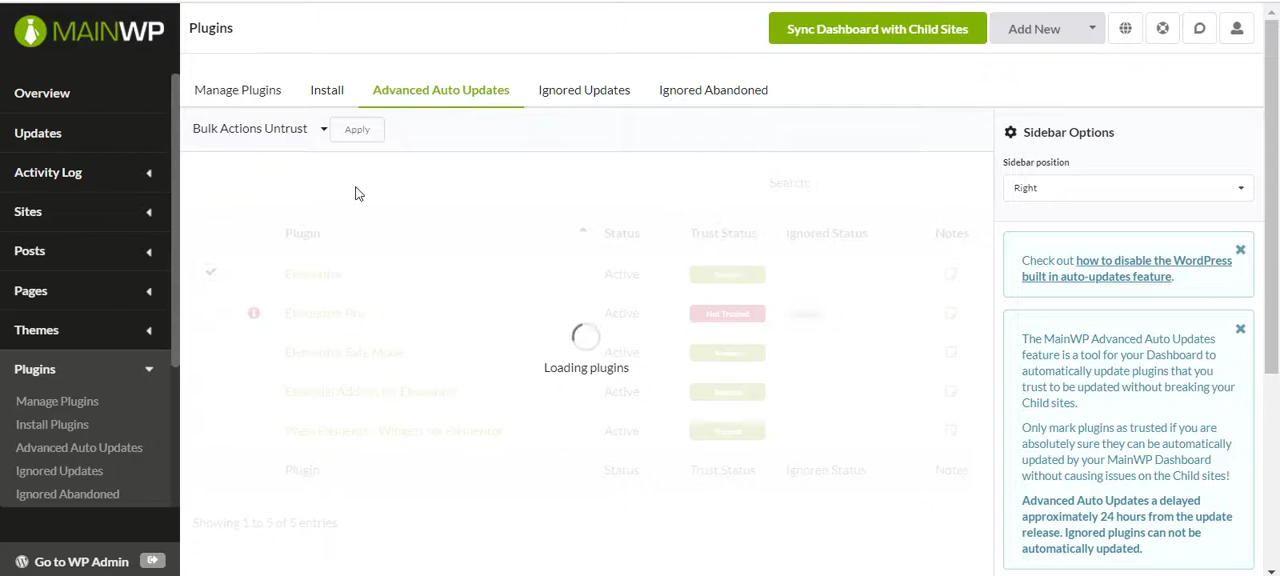 MAINWP
Plugins
Sync Dashboard with Child Sites
Add New
Overview
Updates
Activity Log
Sites
Posts
Pages
Themes
Plugins
Manage Plugins
Install Plugins
Advanced Auto Updates
Ignored Updates
Ignored Abandoned
Go to WP Admin
Manage Plugins
Install
Advanced Auto Updates
Ignored Updates
Ignored Abandoned
Bulk Actions Untrust
Apply
Search:
Plugin
Status
Trust Status
Ignored Status
Notes
Elementor
Active
Elementor Pro
Active
Not Trusted
Elementor Safe Mode
Active
Essential Addons for Elementor
Active
Active
Plugin
Status
Trust Status
Ignored Status
Notes
Showing 1 to 5 of 5 entries
Loading plugins
Sidebar Options
Sidebar position
Right
Check out how to disable the WordPress
built in auto-updates feature.
The MainWP Advanced Auto Updates
feature is a tool for your Dashboard to
automatically update plugins that you
trust to be updated without breaking your
Child sites.
Only mark plugins as trusted if you are
absolutely sure they can be automatically
updated by your MainWP Dashboard
without causing issues on the Child sites!
Advanced Auto Updates a delayed
approximately 24 hours from the update
release. Ignored plugins can not be
automatically updated.